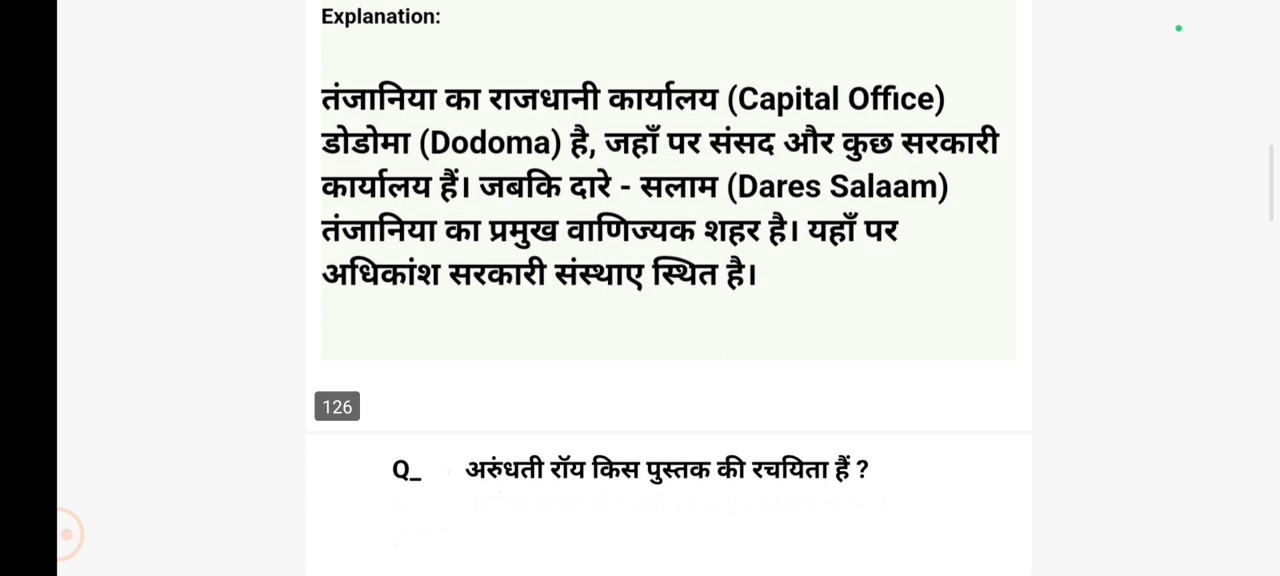 Explanation:
तंजानिया का राजधानी कार्यालय (Capital Office)
डोडोमा (Dodoma) है, जहाँ पर संसद और कुछ सरकारी
कार्यालय हैं। जबकि दारे - सलाम (Dares Salaam)
तंजानिया का प्रमुख वाणिज्यक शहर है। यहाँ पर
अधिकांश सरकारी संस्थाए स्थित है।
126
Q_ अरुंधती रॉय किस पुस्तक की रचयिता हैं ?